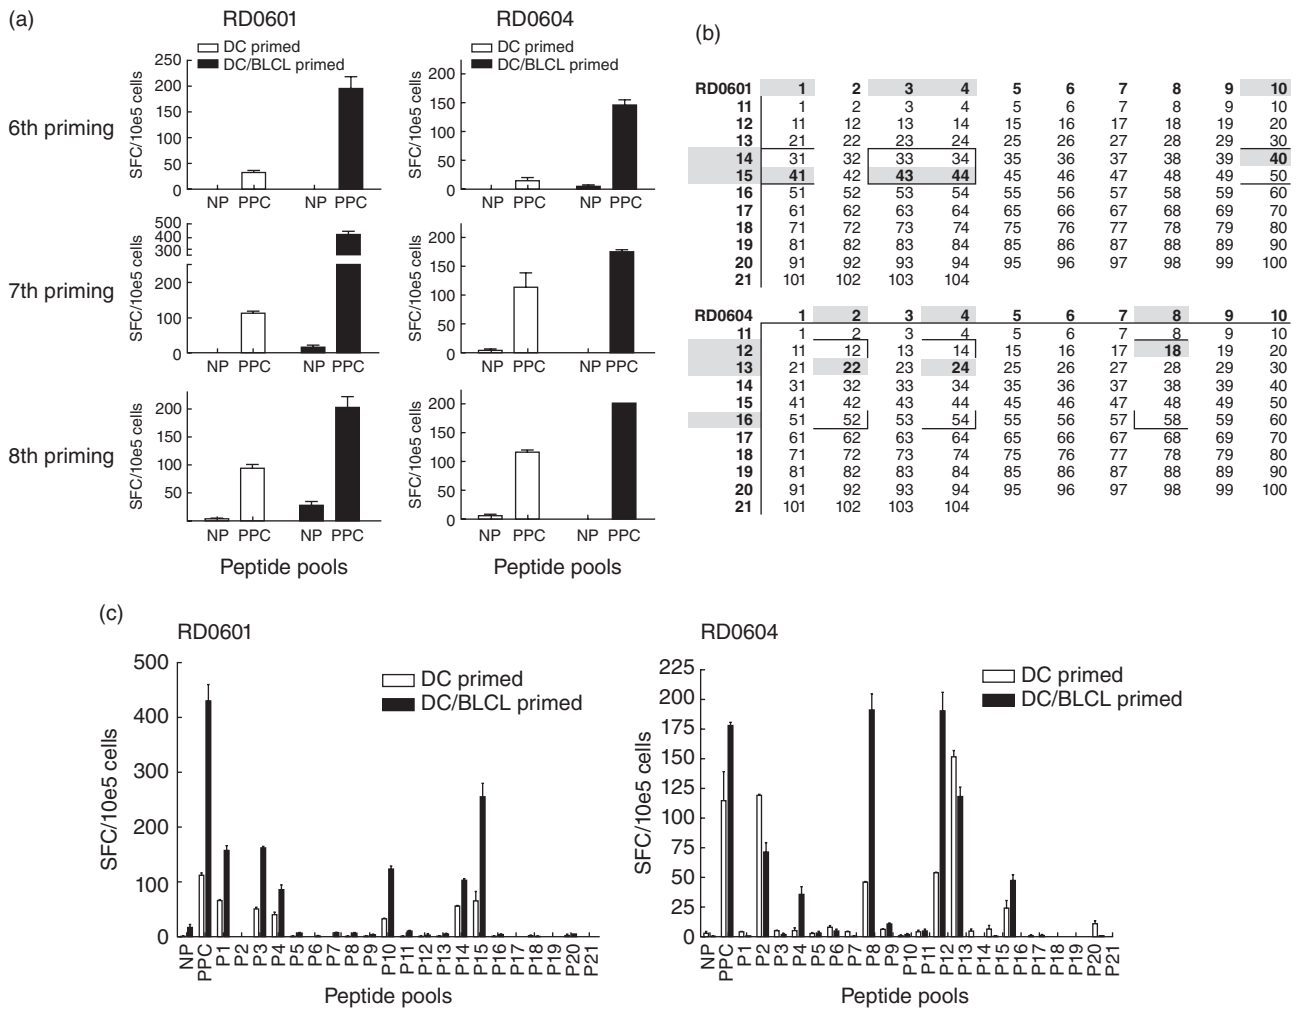 (a)
RD0601
RD0604
DC primed
DC/BLCL primed
DC primed
DC/BLCL primed
6th priming
SFC/10e5 cells
250
200
150
100
50
0
NP PPC NP PPC
SFC/10e5 cells
200
150
100
50
0
NP PPC NP PPC
7th priming
SFC/10e5 cells
500
400
300
200
100
0
NP PPC NP PPC
SFC/10e5 cells
200
150
100
50
0
NP PPC NP PPC
8th priming
SFC/10e5 cells
200
150
100
50
NP PPC NP PPC
SFC/10e5 cells
200
150
100
50
0
NP PPC NP PPC
Peptide pools
Peptide pools
(b)
RD0601 1 2 3 4 5 6 7 8 9 10
11 1 2 3 4 5 6 7 8 9 10
12 11 12 13 14 15 16 17 18 19 20
13 21 22 23 24 25 26 27 28 29 30
14 31 32 33 34 35 36 37 38 39 40
15 41 42 43 44 45 46 47 48 49 50
16 51 52 53 54 55 56 57 58 59 60
17 61 62 63 64 65 66 67 68 69 70
18 71 72 73 74 75 76 77 78 79 80
19 81 82 83 84 85 86 87 88 89 90
20 91 92 93 94 95 96 97 98 99 100
21 101 102 103 104
RD0604 1 2 3 4 5 6 7 8 9 10
11 1 2 3 4 5 6 7 8 9 10
12 11 12 13 14 15 16 17 18 19 20
13 21 22 23 24 25 26 27 28 29 30
14 31 32 33 34 35 36 37 38 39 40
15 41 42 43 44 45 46 47 48 49 50
16 51 52 53 54 55 56 57 58 59 60
17 61 62 63 64 65 66 67 68 69 70
18 71 72 73 74 75 76 77 78 79 80
19 81 82 83 84 85 86 87 88 89 90
20 91 92 93 94 95 96 97 98 99 100
21 101 102 103 104
(c)
RD0601
DC primed
DC/BLCL primed
SFC/10e5 cells
500
400
300
200
100
0
NP PPC P1 P2 P3 P4 P5 P6 P7 P8 P9 P10 P11 P12 P13 P14 P15 P16 P17 P18 P19 P20 P21
Peptide pools
RD0604
DC primed
DC/BLCL primed
SFC/10e5 cells
225
200
175
150
125
100
75
50
25
0
NP PPC P1 P2 P3 P4 P5 P6 P7 P8 P9 P10 P11 P12 P13 P14 P15 P16 P17 P18 P19 P20 P21
Peptide pools